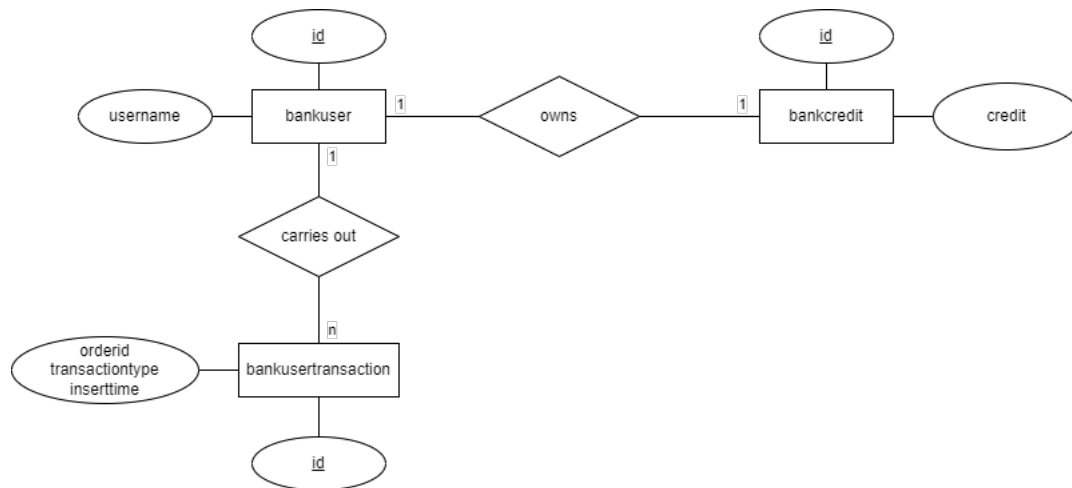 id
id
username
bankuser
1
owns
1
bankcredit
credit
1
carries out
n
orderid
transactiontype
inserttime
bankusertransaction
id